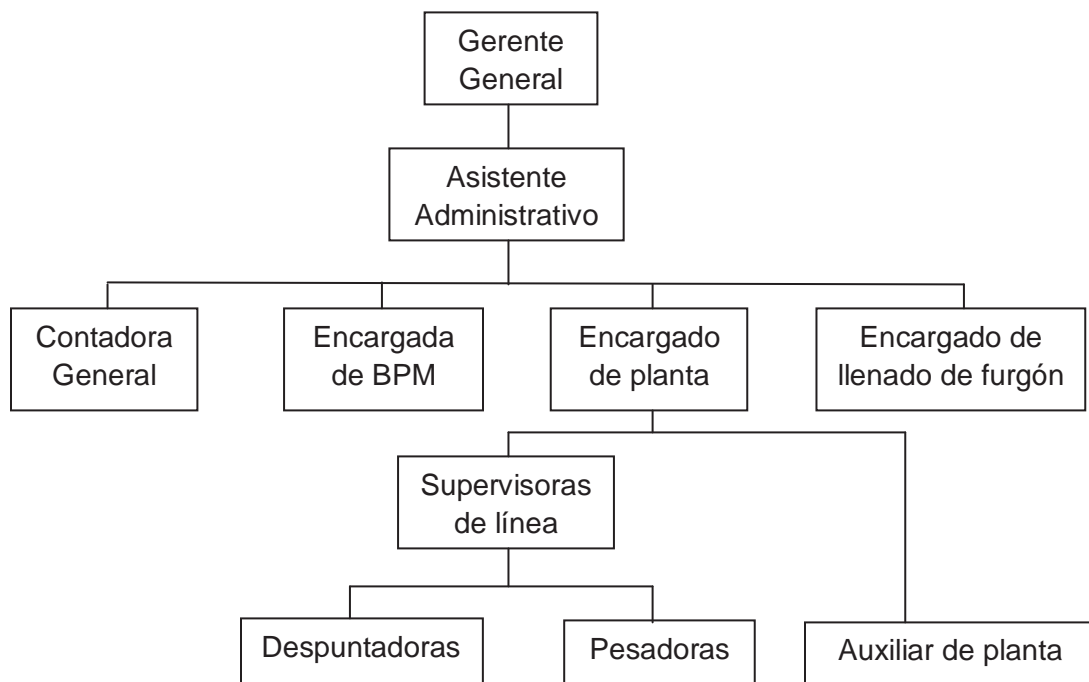 Gerente
General
Asistente
Administrativo
Contadora
General
Encargada
de BPM
Encargado
de planta
Encargado de
llenado de furgón
Supervisoras
de línea
Despuntadoras
Pesadoras
Auxiliar de planta